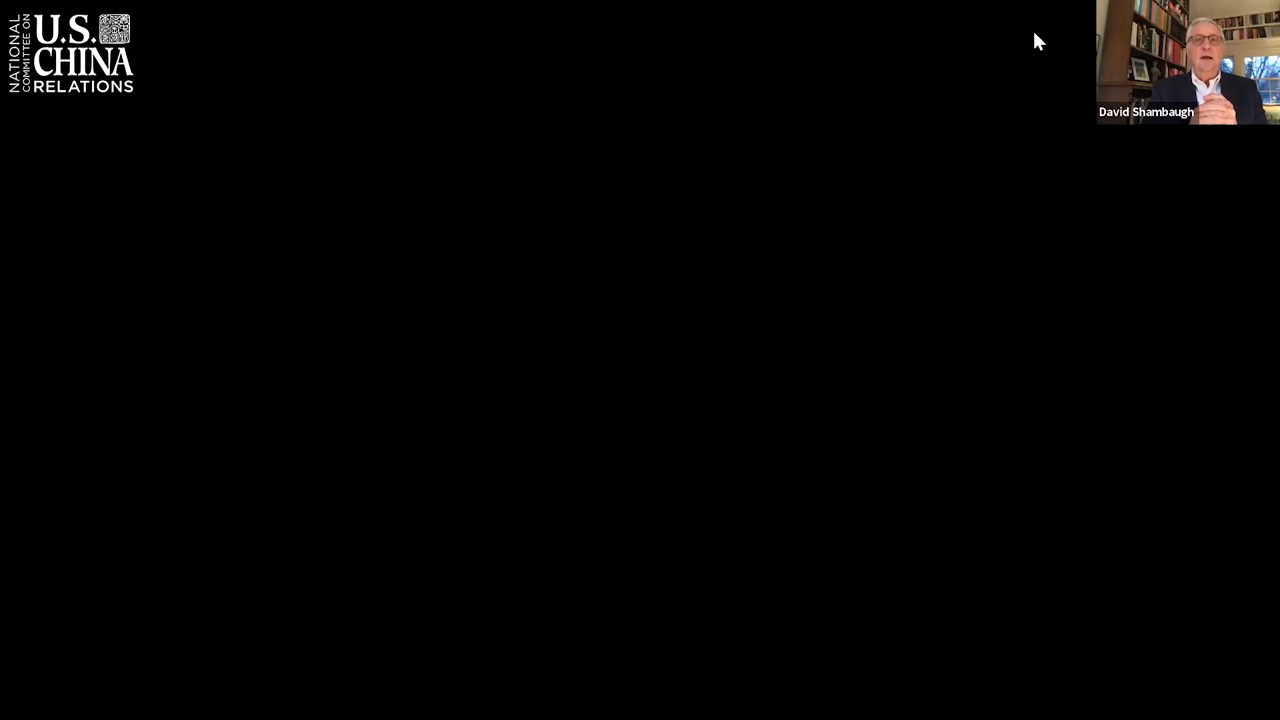 NATIONAL
COMMITTEE ON
U.S.
CHINA
RELATIONS
David Shambaugh